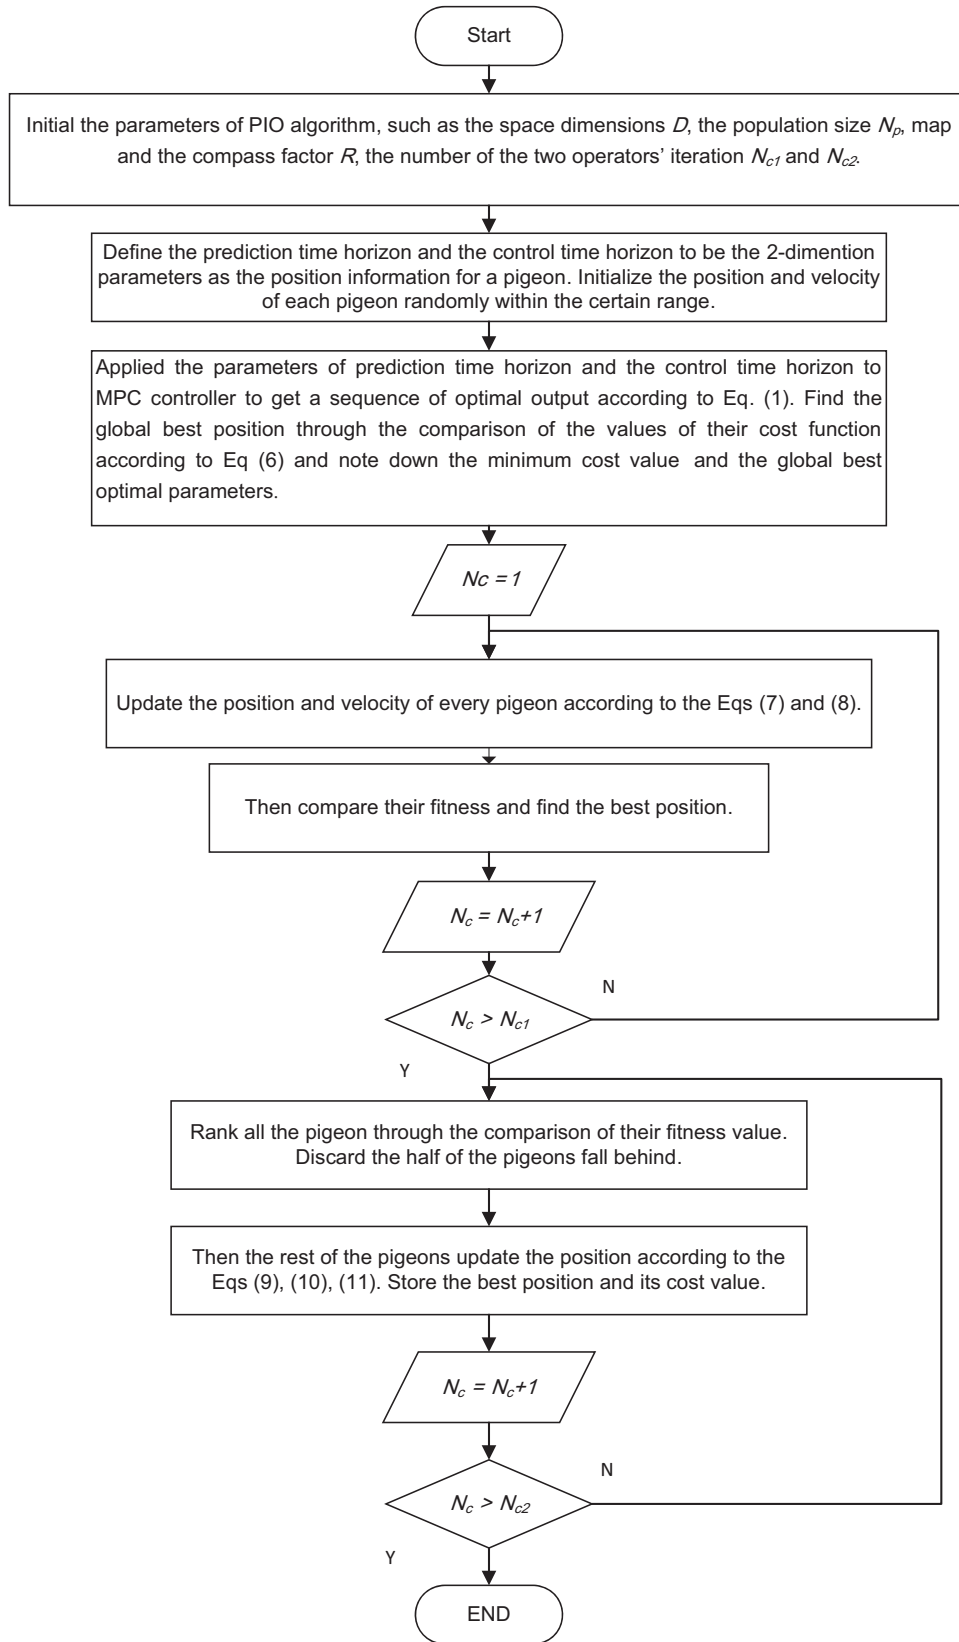 Start
Initial the parameters of PIO algorithm, such as the space dimensions D, the population size Np, map
and the compass factor R, the number of the two operators’ iteration Nc1 and Nc2.
Define the prediction time horizon and the control time horizon to be the 2-dimention
parameters as the position information for a pigeon. Initialize the position and velocity
of each pigeon randomly within the certain range.
Applied the parameters of prediction time horizon and the control time horizon to
MPC controller to get a sequence of optimal output according to Eq. (1). Find the
global best position through the comparison of the values of their cost function
according to Eq (6) and note down the minimum cost value and the global best
optimal parameters.
Nc = 1
Update the position and velocity of every pigeon according to the Eqs (7) and (8).
Then compare their fitness and find the best position.
Nc = Nc+1
N
Nc > Nc1
Y
Rank all the pigeon through the comparison of their fitness value.
Discard the half of the pigeons fall behind.
Then the rest of the pigeons update the position according to the
Eqs (9), (10), (11). Store the best position and its cost value.
Nc = Nc+1
N
Nc > Nc2
Y
END